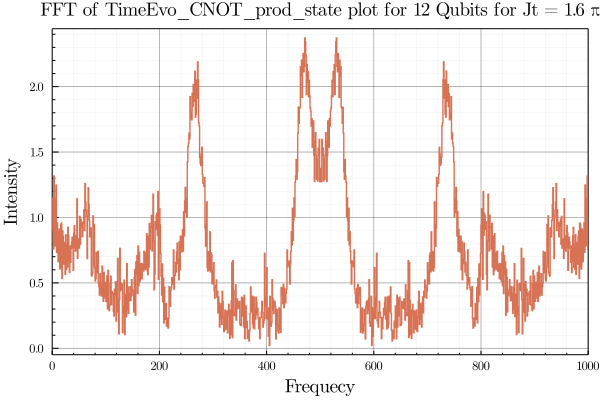 FFT of TimeEvo_CNOT_prod_state plot for 12 Qubits for Jt = 1.6 π
Intensity
2.0
1.5
1.0
0.5
0.0
0 200 400 600 800 1000
Frequecy